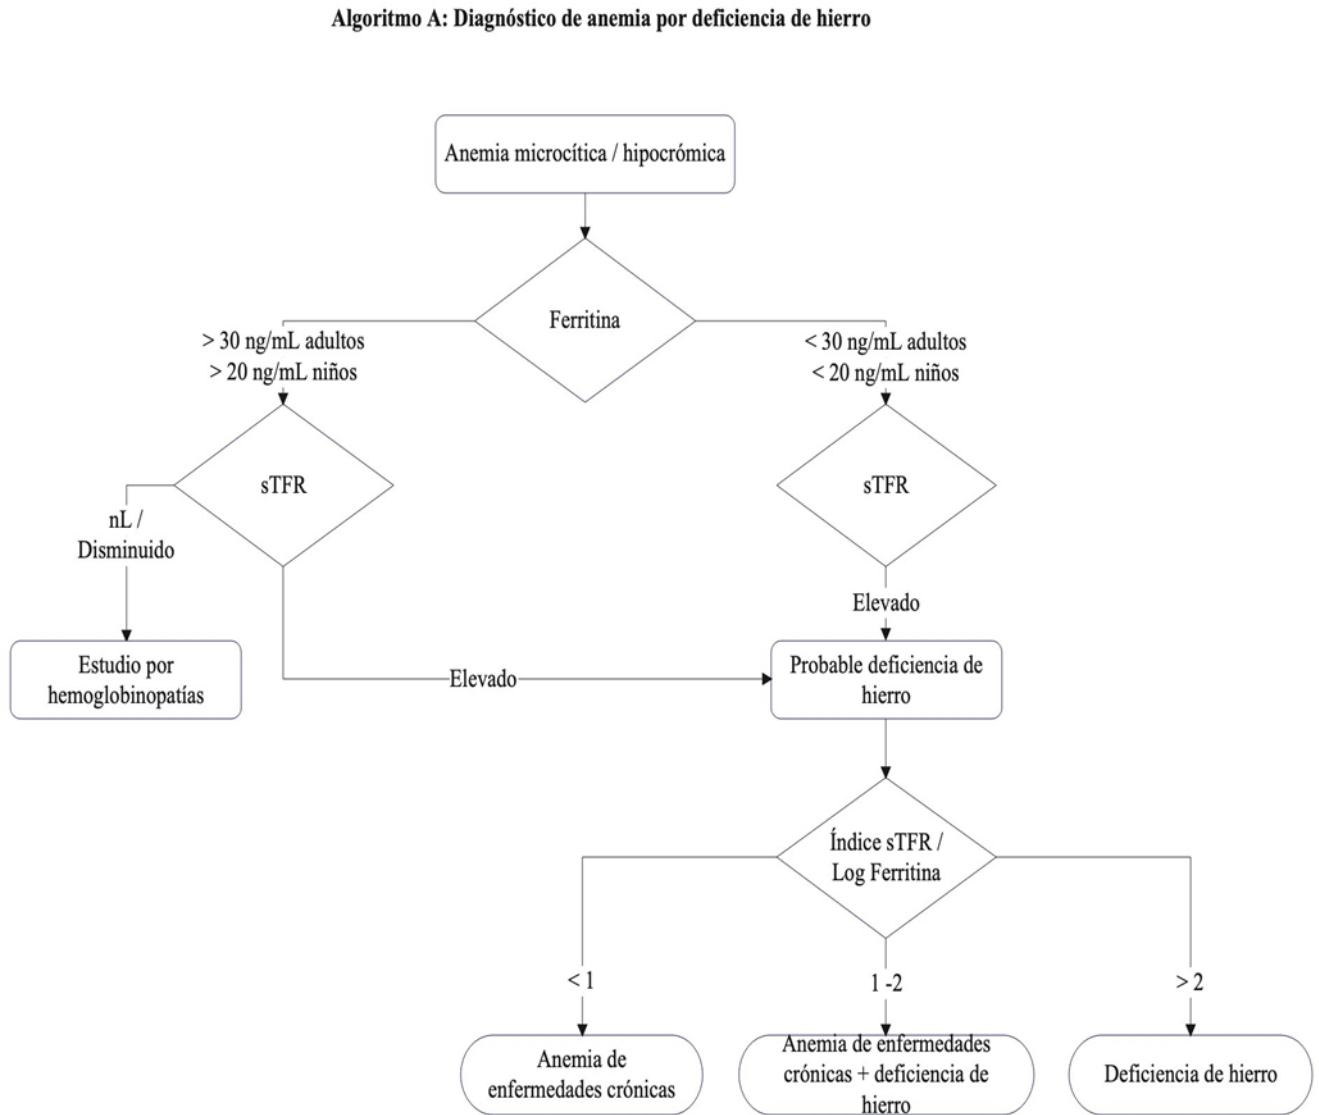 Algoritmo A: Diagnóstico de anemia por deficiencia de hierro
Anemia microcítica / hipocrómica
Ferritina
> 30 ng/mL adultos
> 20 ng/mL niños
< 30 ng/mL adultos
< 20 ng/mL niños
sTFR
sTFR
nL /
Disminuido
Elevado
Estudio por
hemoglobinopatías
Elevado
Probable deficiencia de
hierro
Índice sTFR /
Log Ferritina
< 1
1 -2
> 2
Anemia de
enfermedades crónicas
Anemia de enfermedades
crónicas + deficiencia de
hierro
Deficiencia de hierro